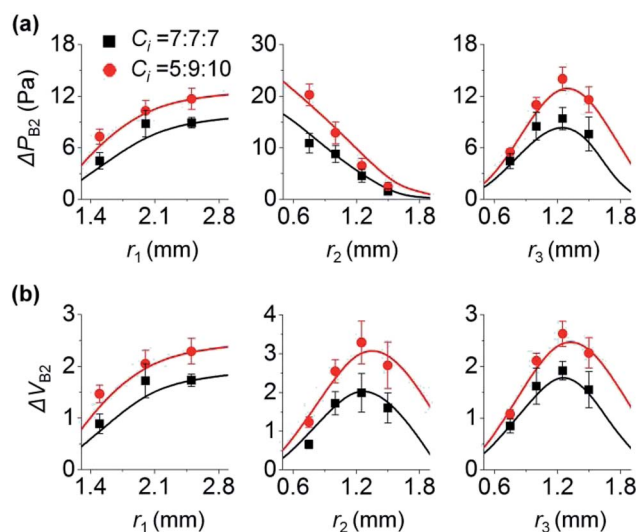 (a)
C_i =7:7:7
C_i =5:9:10
ΔP_B2 (Pa)
18
12
6
0
1.4 2.1 2.8
r_1 (mm)
30
20
10
0
0.6 1.2 1.8
r_2 (mm)
18
12
6
0
0.6 1.2 1.8
r_3 (mm)
(b)
ΔV_B2
3
2
1
0
1.4 2.1 2.8
r_1 (mm)
4
3
2
1
0
0.6 1.2 1.8
r_2 (mm)
3
2
1
0
0.6 1.2 1.8
r_3 (mm)